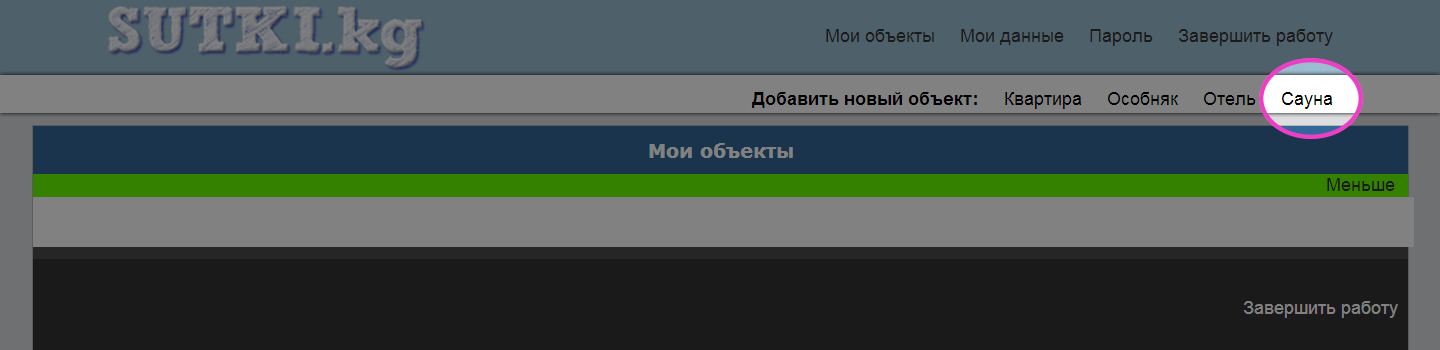 SUTKI.kg
Мои объекты Мои данные Пароль Завершить работу
Добавить новый объект: Квартира Особняк Отель Сауна
Мои объекты
Меньше
Завершить работу